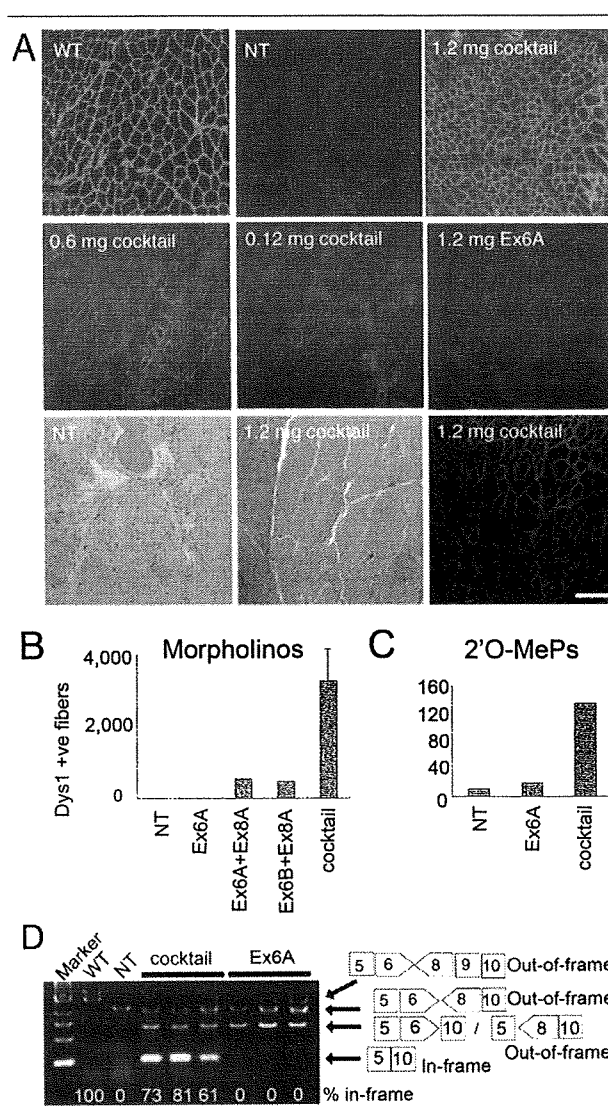 A
WT
NT
1.2 mg cocktail
0.6 mg cocktail
0.12 mg cocktail
1.2 mg Ex6A
NT
1.2 mg cocktail
1.2 mg cocktail
B
Morpholinos
Dys1 +ve fibers
4,000
2,000
0
NT
Ex6A
Ex6A+Ex8A
Ex6B+Ex8A
cocktail
C
2'O-MePs
160
120
80
40
0
NT
Ex6A
cocktail
D
Marker
WT
NT
cocktail
Ex6A
5 6 8 9 10 Out-of-frame
5 6 8 10 Out-of-frame
5 6 10 / 5 8 10
Out-of-frame
5 10 In-frame
100 0 73 81 61 0 0 0 % in-frame